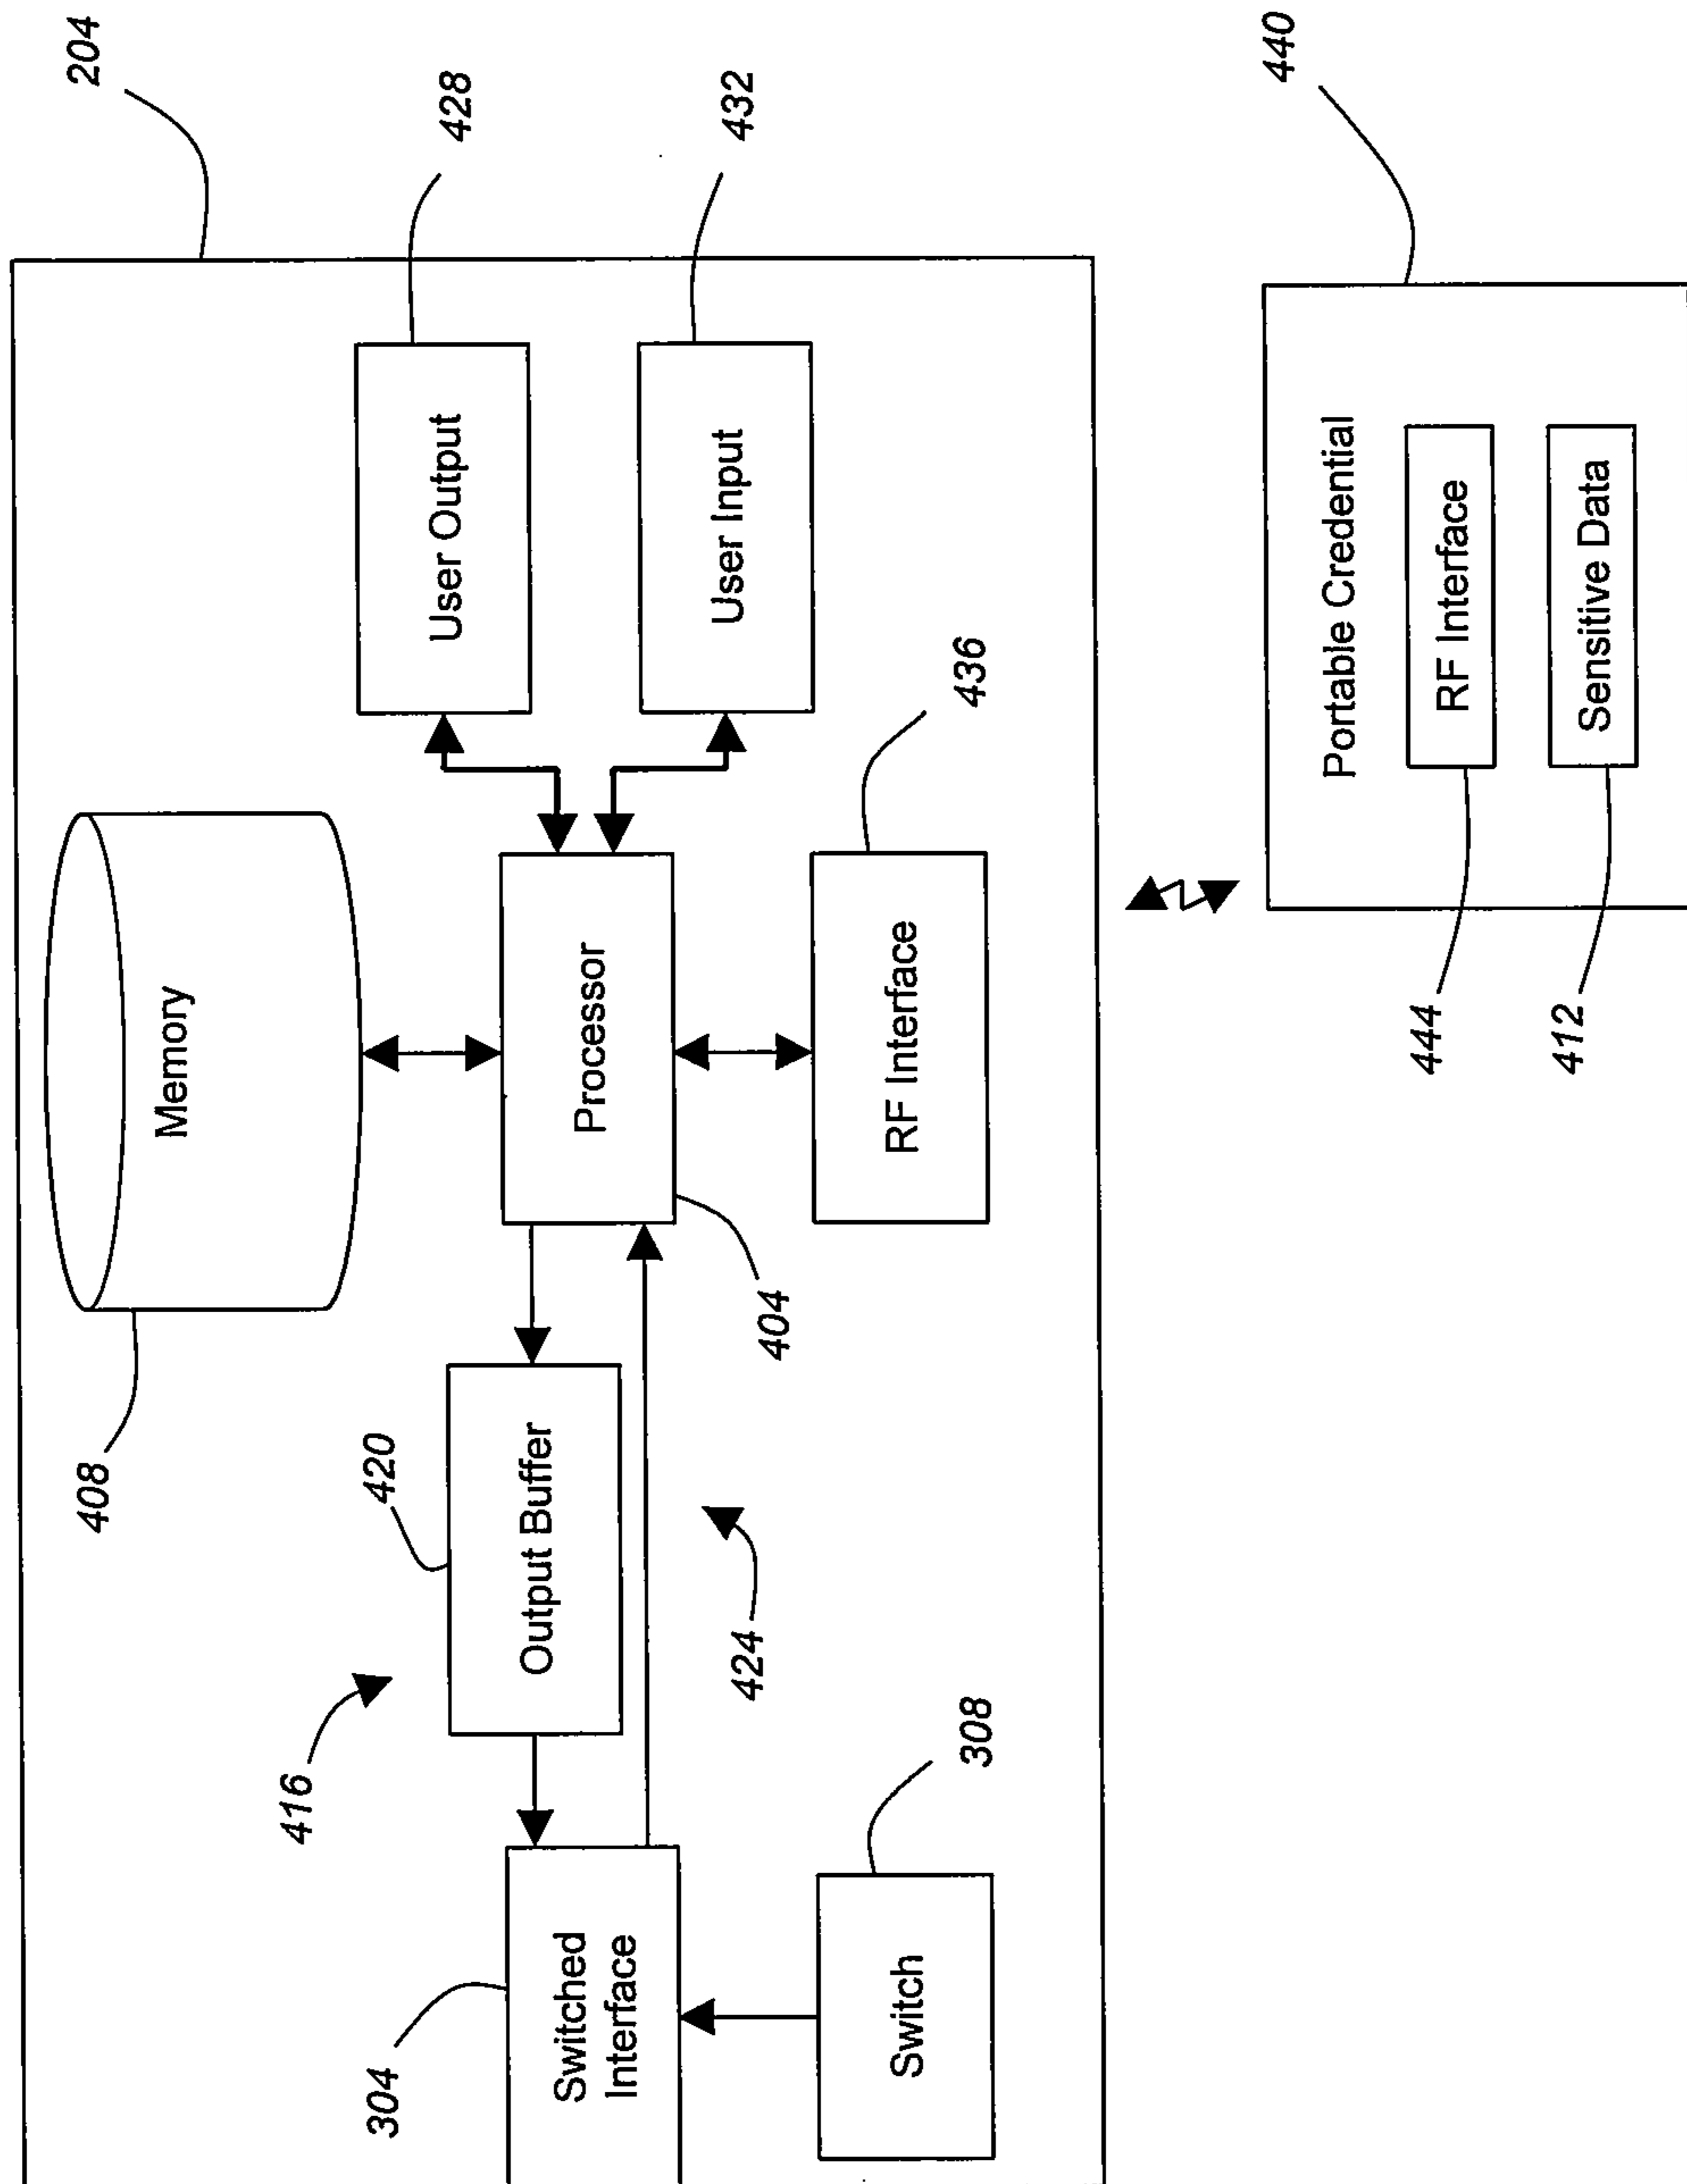 204
428
432
440
408
Memory
User Output
User Input
436
Processor
404
RF Interface
416
420
Output Buffer
424
304
Switched
Interface
308
Switch
Portable Credential
RF Interface
Sensitive Data
444
412